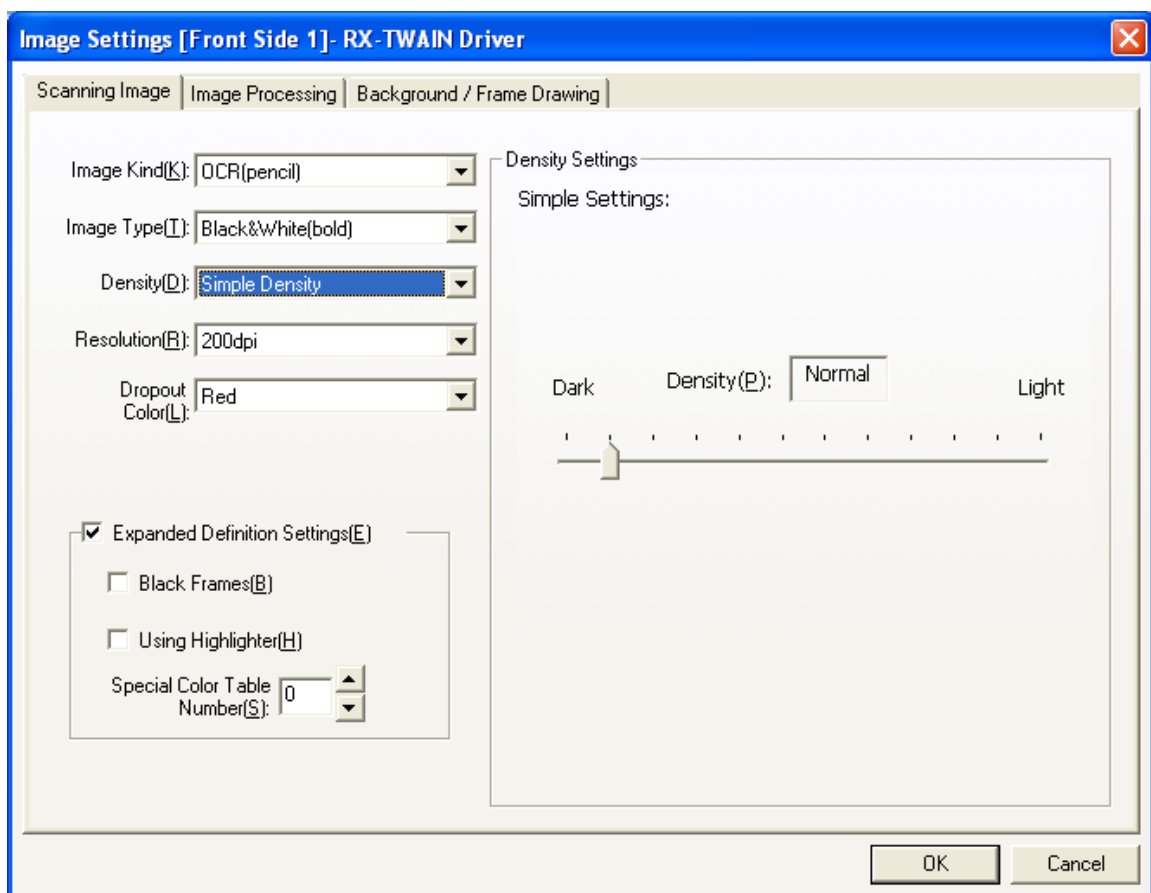 Image Settings [Front Side 1]- RX-TWAIN Driver
Scanning Image
Image Processing
Background / Frame Drawing
Image Kind(K): OCR(pencil)
Image Type(T): Black&White(bold)
Density(D): Simple Density
Resolution(R): 200dpi
Dropout
Color(L): Red
Expanded Definition Settings(E)
Black Frames(B)
Using Highlighter(H)
Special Color Table
Number(S): 0
Density Settings
Simple Settings:
Dark Density(P): Normal Light
OK
Cancel